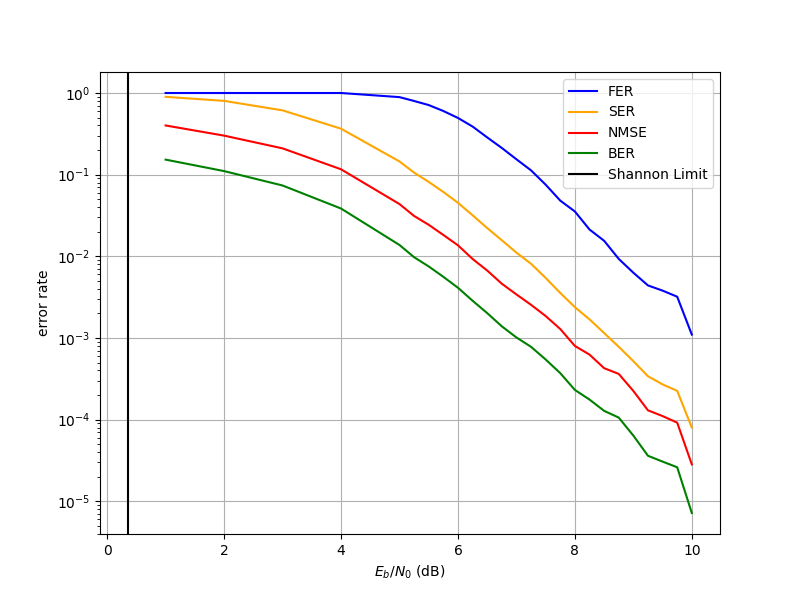 10⁰
10⁻¹
10⁻²
10⁻³
10⁻⁴
10⁻⁵
error rate
FER
SER
NMSE
BER
Shannon Limit
0 2 4 6 8 10
E_b/N_0 (dB)